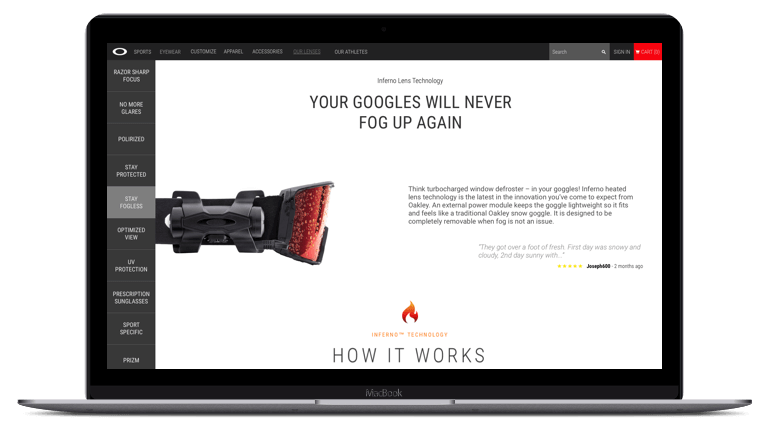 SPORTS EYEWEAR CUSTOMIZE APPAREL ACCESSORIES OUR LENSES OUR ATHLETES Search SIGN IN CART (0)
RAZOR SHARP
FOCUS
NO MORE
GLARES
POLIRIZED
STAY
PROTECTED
STAY
FOGLESS
OPTIMIZED
VIEW
UV
PROTECTION
PRESCRIPTION
SUNGLASSES
SPORT
SPECIFIC
PRIZM
Inferno Lens Technology
YOUR GOOGLES WILL NEVER
FOG UP AGAIN
Think turbocharged window defroster – in your goggles! Inferno heated
lens technology is the latest in the innovation you've come to expect from
Oakley. An external power module keeps the goggle lightweight so it fits
and feels like a traditional Oakley snow goggle. It is designed to be
completely removable when fog is not an issue.
"They got over a foot of fresh. First day was snowy and
cloudy. 2nd day sunny with..."
Joseph698 - 2 months ago
INFERNO™ TECHNOLOGY
HOW IT WORKS
MacBook